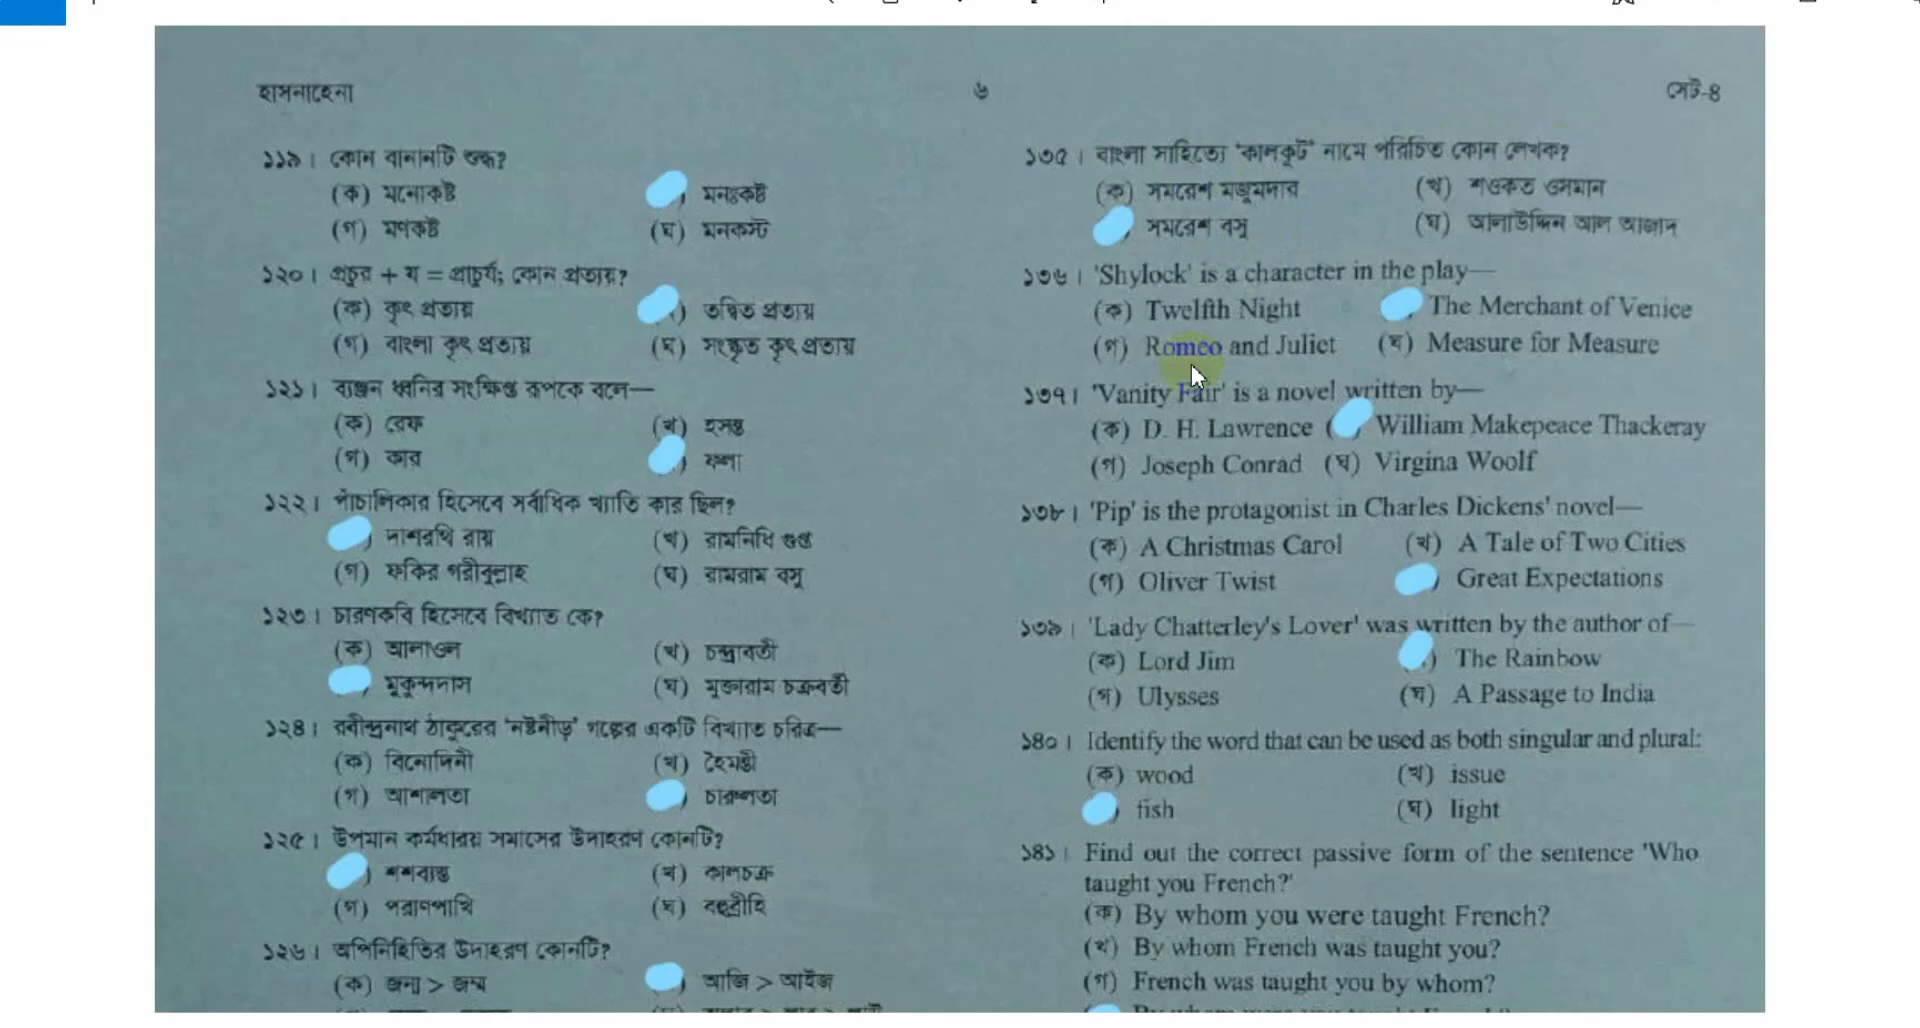 হাসনাহেনা
৬
সেট-৪
১১৯। কোন বানানটি শুদ্ধ?
(ক) মনোকষ্ট
মনঃকষ্ট
(গ) মণকষ্ট
(ঘ) মনকস্ট
১২০। প্রচুর + য = প্রাচুর্য; কোন প্রত্যয়?
(ক) কৃৎ প্রত্যয়
) তদ্ধিত প্রত্যয়
(গ) বাংলা কৃৎ প্রত্যয়
(ঘ) সংস্কৃত কৃৎ প্রত্যয়
১২১। ব্যঞ্জন ধ্বনির সংক্ষিপ্ত রূপকে বলে—
(ক) রেফ
(খ) হসন্ত
(গ) কার
) ফলা
১২২। পাঁচালিকার হিসেবে সর্বাধিক খ্যাতি কার ছিল?
) দাশরথি রায়
(খ) রামনিধি গুপ্ত
(গ) ফকির গরীবুল্লাহ
(ঘ) রামরাম বসু
১২৩। চারণকবি হিসেবে বিখ্যাত কে?
(ক) আলাওল
(খ) চন্দ্রাবতী
) মুকুন্দদাস
(ঘ) মুক্তারাম চক্রবর্তী
১২৪। রবীন্দ্রনাথ ঠাকুরের 'নষ্টনীড়' গল্পের একটি বিখ্যাত চরিত্র—
(ক) বিনোদিনী
(খ) হৈমন্তী
(গ) আশালতা
) চারুলতা
১২৫। উপমান কর্মধারয় সমাসের উদাহরণ কোনটি?
) শশব্যস্ত
(খ) কালচক্র
(গ) পরাণপাখি
(ঘ) বহুব্রীহি
১২৬। অপিনিহিতির উদাহরণ কোনটি?
(ক) জন্য > জন্ম
) আজি > আইজ
১৩৫। বাংলা সাহিত্যে 'কালকূট' নামে পরিচিত কোন লেখক?
(ক) সমরেশ মজুমদার
(খ) শওকত ওসমান
সমরেশ বসু
(ঘ) আলাউদ্দিন আল আজাদ
১৩৬। 'Shylock' is a character in the play—
(ক) Twelfth Night
The Merchant of Venice
(গ) Romeo and Juliet
(ঘ) Measure for Measure
১৩৭। 'Vanity Fair' is a novel written by—
(ক) D. H. Lawrence
William Makepeace Thackeray
(গ) Joseph Conrad
(ঘ) Virgina Woolf
১৩৮। 'Pip' is the protagonist in Charles Dickens' novel—
(ক) A Christmas Carol
(খ) A Tale of Two Cities
(গ) Oliver Twist
) Great Expectations
১৩৯। 'Lady Chatterley's Lover' was written by the author of—
(ক) Lord Jim
) The Rainbow
(গ) Ulysses
(ঘ) A Passage to India
১৪০। Identify the word that can be used as both singular and plural:
(ক) wood
(খ) issue
) fish
(ঘ) light
১৪১। Find out the correct passive form of the sentence 'Who
taught you French?'
(ক) By whom you were taught French?
(খ) By whom French was taught you?
(গ) French was taught you by whom?